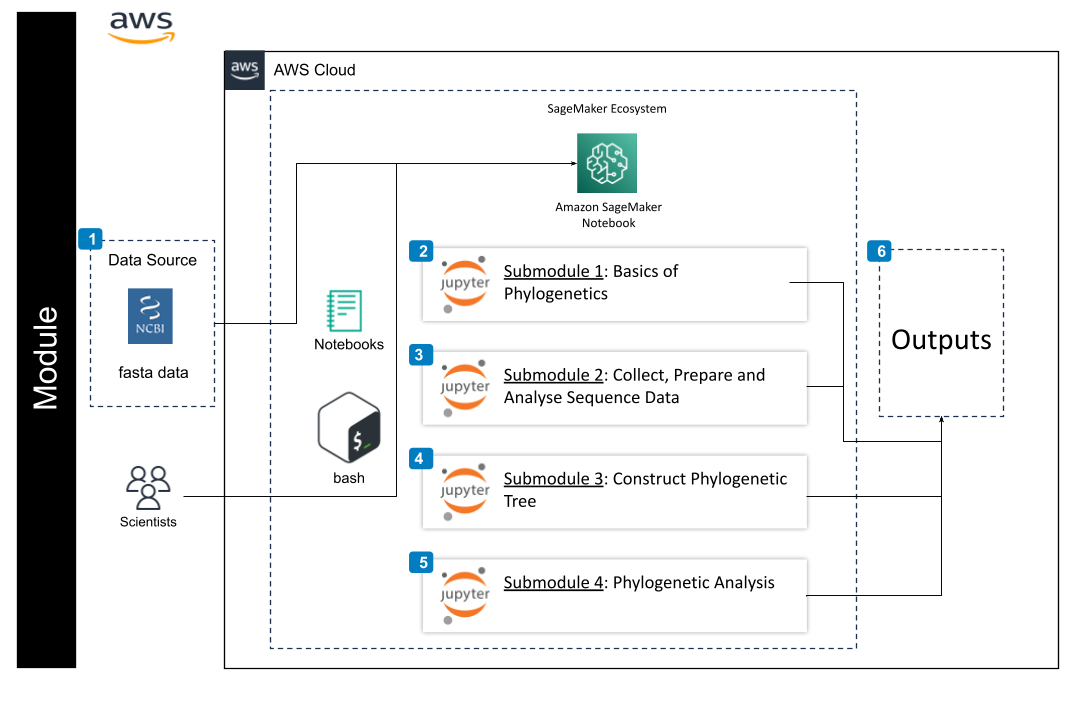 aws
Module
aws
AWS Cloud
SageMaker Ecosystem
Amazon SageMaker
Notebook
1
Data Source
NCBI
fasta data
Scientists
Notebooks
$_
bash
2
jupyter
Submodule 1: Basics of
Phylogenetics
3
jupyter
Submodule 2: Collect, Prepare and
Analyse Sequence Data
4
jupyter
Submodule 3: Construct Phylogenetic
Tree
5
jupyter
Submodule 4: Phylogenetic Analysis
6
Outputs